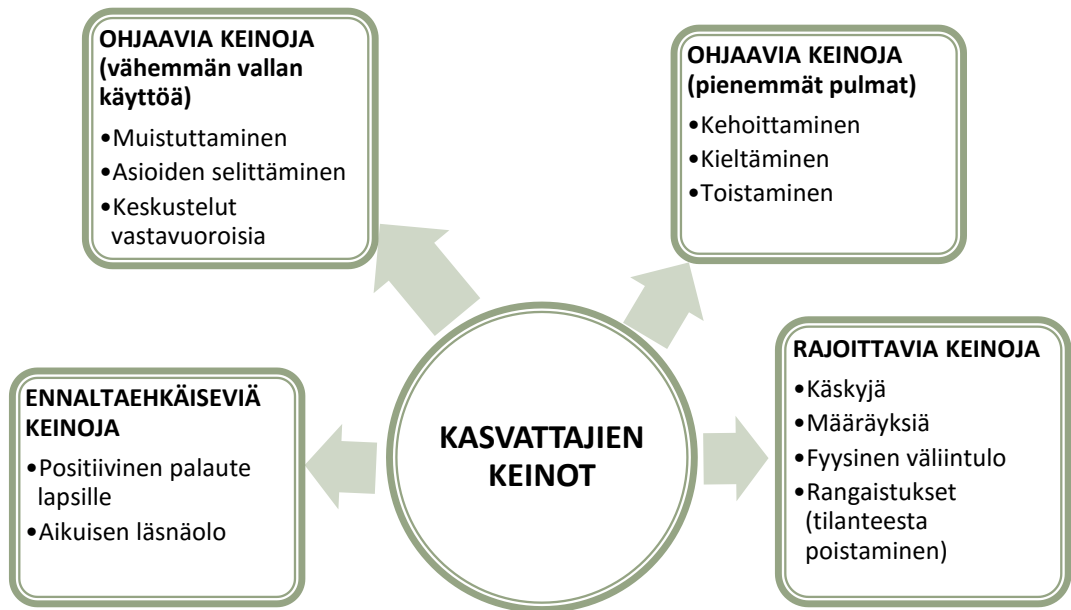 OHJAAVIA KEINOJA
(vähemmän vallan
käyttöä)
•Muistuttaminen
•Asioiden selittäminen
•Keskustelut
vastavuoroisia
OHJAAVIA KEINOJA
(pienemmät pulmat)
•Kehoittaminen
•Kieltäminen
•Toistaminen
ENNALTAEHKÄISEVIÄ
KEINOJA
•Positiivinen palaute
lapsille
•Aikuisen läsnäolo
KASVATTAJIEN
KEINOT
RAJOITTAVIA KEINOJA
•Käskyjä
•Määräyksiä
•Fyysinen väliintulo
•Rangaistukset
(tilanteesta
poistaminen)